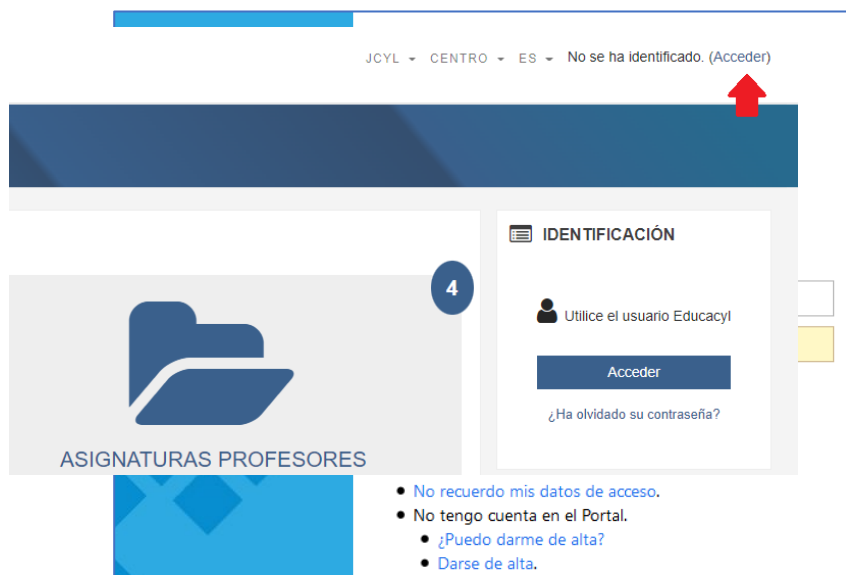 JCYL CENTRO ES No se ha identificado. (Acceder)
IDENTIFICACIÓN
4
Utilice el usuario Educacyl
Acceder
¿Ha olvidado su contraseña?
ASIGNATURAS PROFESORES
No recuerdo mis datos de acceso.
No tengo cuenta en el Portal.
¿Puedo darme de alta?
Darse de alta.